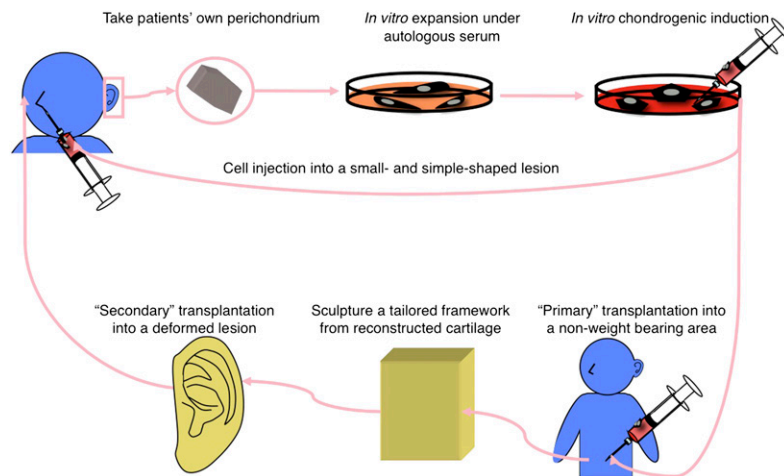 Take patients' own perichondrium
In vitro expansion under
autologous serum
In vitro chondrogenic induction
Cell injection into a small- and simple-shaped lesion
“Secondary” transplantation
into a deformed lesion
Sculpture a tailored framework
from reconstructed cartilage
“Primary” transplantation into
a non-weight bearing area